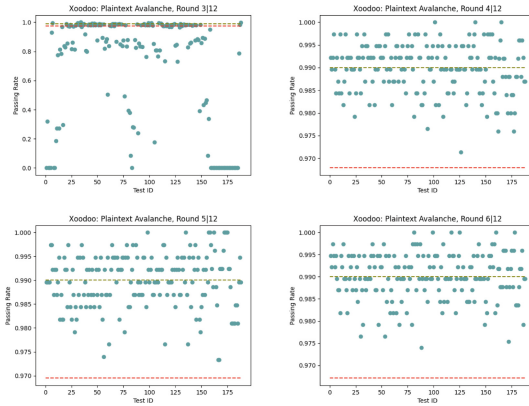 Xoodoo: Plaintext Avalanche, Round 3|12
Passing Rate
1.0
0.8
0.6
0.4
0.2
0.0
0 25 50 75 100 125 150 175
Test ID
Xoodoo: Plaintext Avalanche, Round 4|12
Passing Rate
1.000
0.995
0.990
0.985
0.980
0.975
0.970
0 25 50 75 100 125 150 175
Test ID
Xoodoo: Plaintext Avalanche, Round 5|12
Passing Rate
1.000
0.995
0.990
0.985
0.980
0.975
0.970
0 25 50 75 100 125 150 175
Test ID
Xoodoo: Plaintext Avalanche, Round 6|12
Passing Rate
1.000
0.995
0.990
0.985
0.980
0.975
0.970
0 25 50 75 100 125 150 175
Test ID